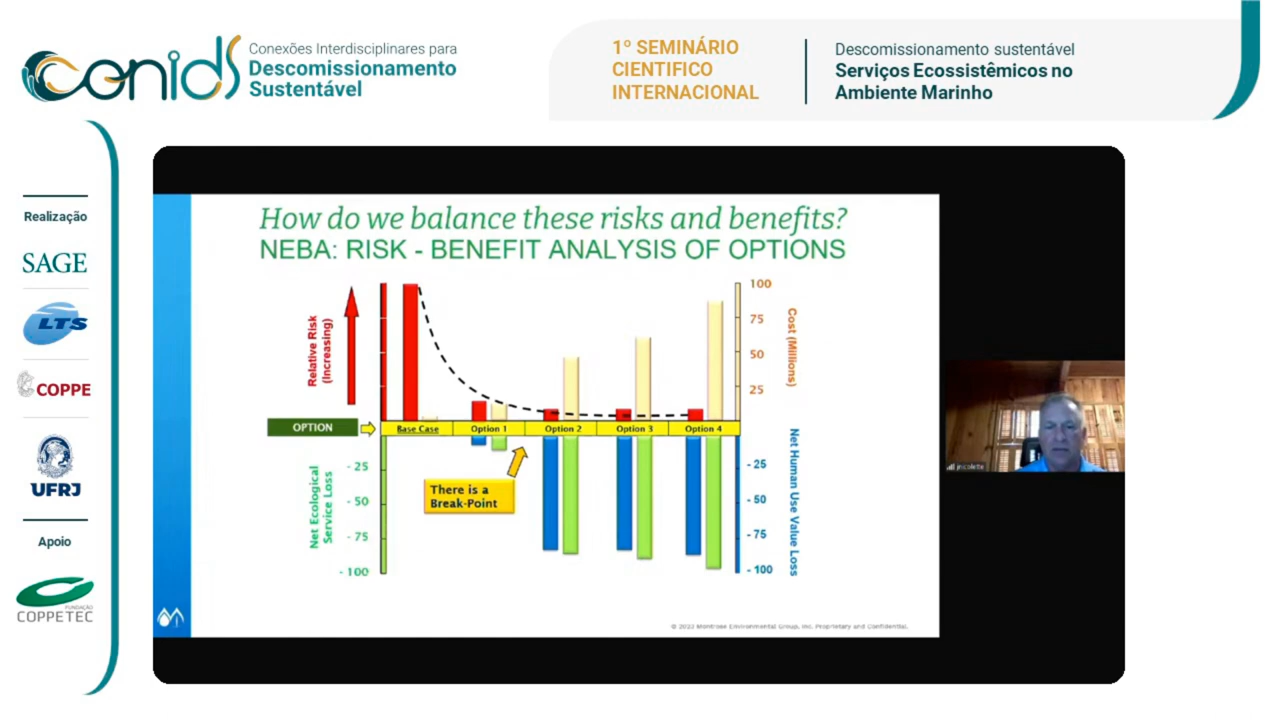 conids
Conexões Interdisciplinares para
Descomissionamento
Sustentável
1º SEMINÁRIO
CIENTIFICO
INTERNACIONAL
Descomissionamento sustentável
Serviços Ecossistêmicos no
Ambiente Marinho
Realização
SAGE
LTS
COPPE
UFRJ
Apoio
FUNDAÇÃO
COPPETEC
How do we balance these risks and benefits?
NEBA: RISK - BENEFIT ANALYSIS OF OPTIONS
Relative Risk
(Increasing)
100
75
50
25
Cost (Millions)
OPTION
Base Case
Option 1
Option 2
Option 3
Option 4
Net Ecological
Service Loss
- 25
- 50
- 75
- 100
There is a
Break-Point
- 25
- 50
- 75
- 100
Net Human Use Value Loss
© 2023 Montrose Environmental Group, Inc. Proprietary and Confidential.